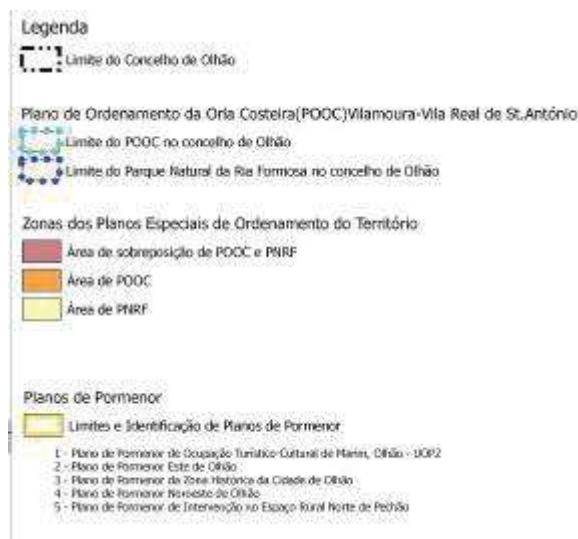 Legenda
Limite do Concelho de Olhão
Plano de Ordenamento da Orla Costeira(POOC)Vilamoura-Vila Real de St.António
Limite do POOC no concelho de Olhão
Limite do Parque Natural da Ria Formosa no concelho de Olhão
Zonas dos Planos Especiais de Ordenamento do Território
Área de sobreposição de POOC e PNRF
Área de POOC
Área de PNRF
Planos de Pormenor
Limites e Identificação de Planos de Pormenor
1 - Plano de Pormenor de Ocupação Turístico-Cultural de Marim, Olhão - UOP2
2 - Plano de Pormenor Este de Olhão
3 - Plano de Pormenor da Zona Histórica da Cidade de Olhão
4 - Plano de Pormenor Noroeste de Olhão
5 - Plano de Pormenor de Intervenção no Espaço Rural Norte de Pechão